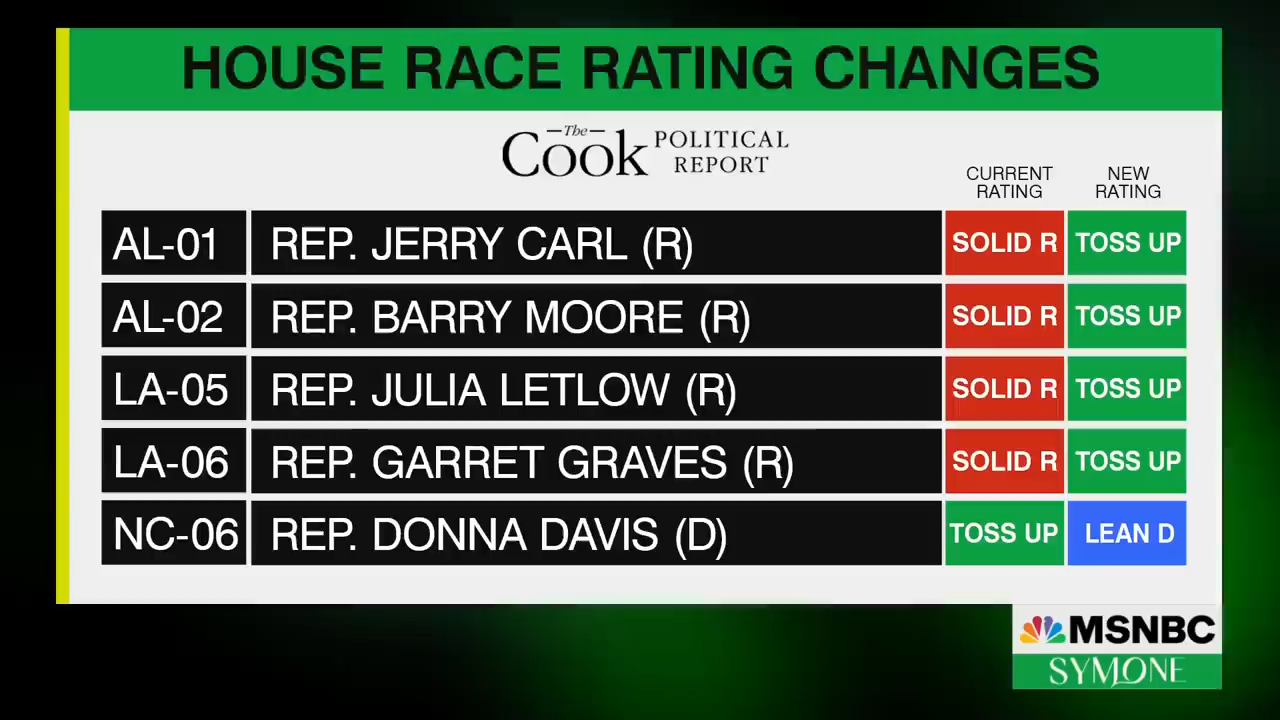 HOUSE RACE RATING CHANGES
The
Cook POLITICAL REPORT
CURRENT RATING
NEW RATING
AL-01 REP. JERRY CARL (R) SOLID R TOSS UP
AL-02 REP. BARRY MOORE (R) SOLID R TOSS UP
LA-05 REP. JULIA LETLOW (R) SOLID R TOSS UP
LA-06 REP. GARRET GRAVES (R) SOLID R TOSS UP
NC-06 REP. DONNA DAVIS (D) TOSS UP LEAN D
MSNBC
SYMONE